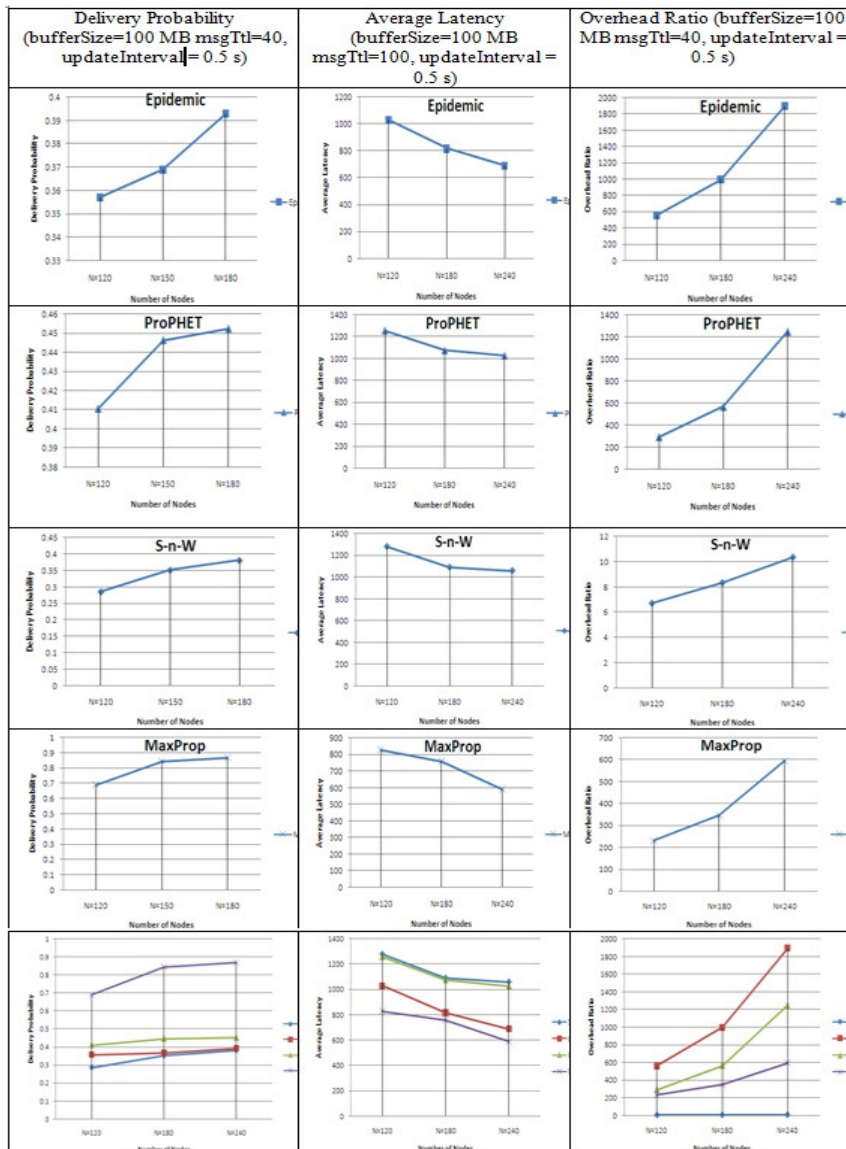 Delivery Probability
(bufferSize=100 MB msgTtl=40,
updateInterval = 0.5 s)
Average Latency
(bufferSize=100 MB
msgTtl=100, updateInterval =
0.5 s)
Overhead Ratio (bufferSize=100
MB msgTtl=40, updateInterval =
0.5 s)
Epidemic
Delivery Probability
0.4
0.39
0.38
0.37
0.36
0.35
0.34
0.33
N=120 N=150 N=180
Number of Nodes
Ep
Epidemic
Average Latency
1200
1000
800
600
400
200
0
N=120 N=180 N=240
Number of Nodes
Epidemic
Overhead Ratio
2000
1800
1600
1400
1200
1000
800
600
400
200
0
N=120 N=180 N=240
Number of Nodes
ProPHET
Delivery Probability
0.46
0.45
0.44
0.43
0.42
0.41
0.4
0.39
0.38
N=120 N=150 N=180
Number of Nodes
ProPHET
Average Latency
1400
1200
1000
800
600
400
200
0
N=120 N=180 N=240
Number of Nodes
ProPHET
Overhead Ratio
1400
1200
1000
800
600
400
200
0
N=120 N=180 N=240
Number of Nodes
S-n-W
Delivery Probability
0.45
0.4
0.35
0.3
0.25
0.2
0.15
0.1
0.05
0
N=120 N=150 N=180
Number of Nodes
S-n-W
Average Latency
1400
1200
1000
800
600
400
200
0
N=120 N=180 N=240
Number of Nodes
S-n-W
Overhead Ratio
12
10
8
6
4
2
0
N=120 N=180 N=240
Number of Nodes
MaxProp
Delivery Probability
1
0.9
0.8
0.7
0.6
0.5
0.4
0.3
0.2
0.1
0
N=120 N=150 N=180
Number of Nodes
MaxProp
Average Latency
900
800
700
600
500
400
300
200
100
0
N=120 N=180 N=240
Number of Nodes
MaxProp
Overhead Ratio
700
600
500
400
300
200
100
0
N=120 N=180 N=240
Number of Nodes
Delivery Probability
1
0.9
0.8
0.7
0.6
0.5
0.4
0.3
0.2
0.1
0
N=120 N=180 N=240
Number of Nodes
Average Latency
1400
1200
1000
800
600
400
200
0
N=120 N=180 N=240
Number of Nodes
Overhead Ratio
2000
1800
1600
1400
1200
1000
800
600
400
200
0
N=120 N=180 N=240
Number of Nodes